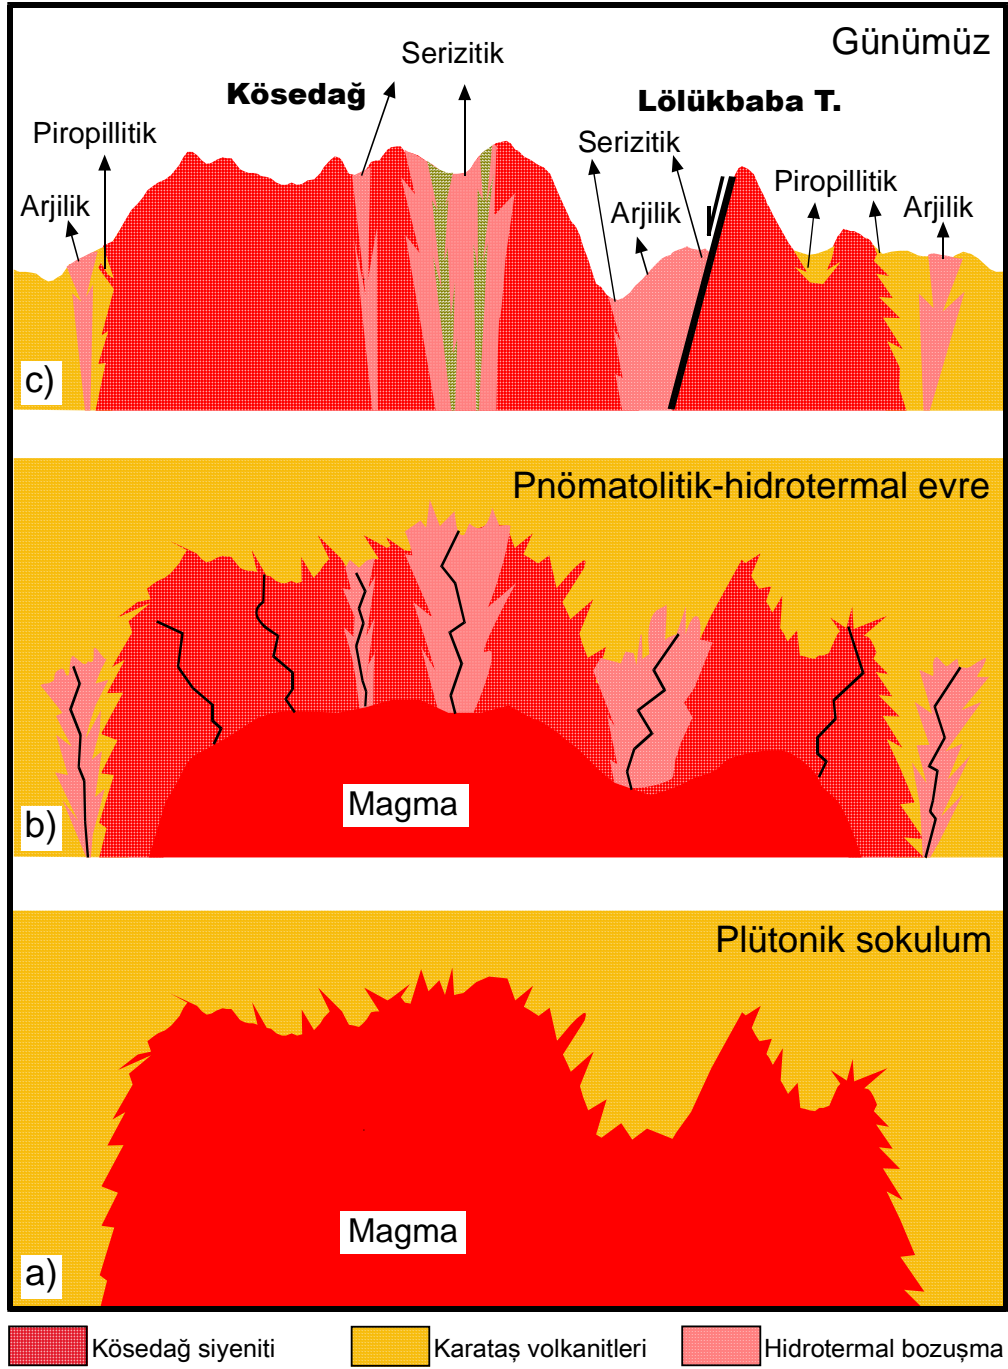 Günümüz
Serizitik
Kösedağ
Lölükbaba T.
Piropillitik
Serizitik
Piropillitik
Arjilik
Arjilik
Arjilik
c)
Pnömatolitik-hidrotermal evre
Magma
b)
Plütonik sokulum
Magma
a)
Kösedağ siyeniti
Karataş volkanitleri
Hidrotermal bozuşma